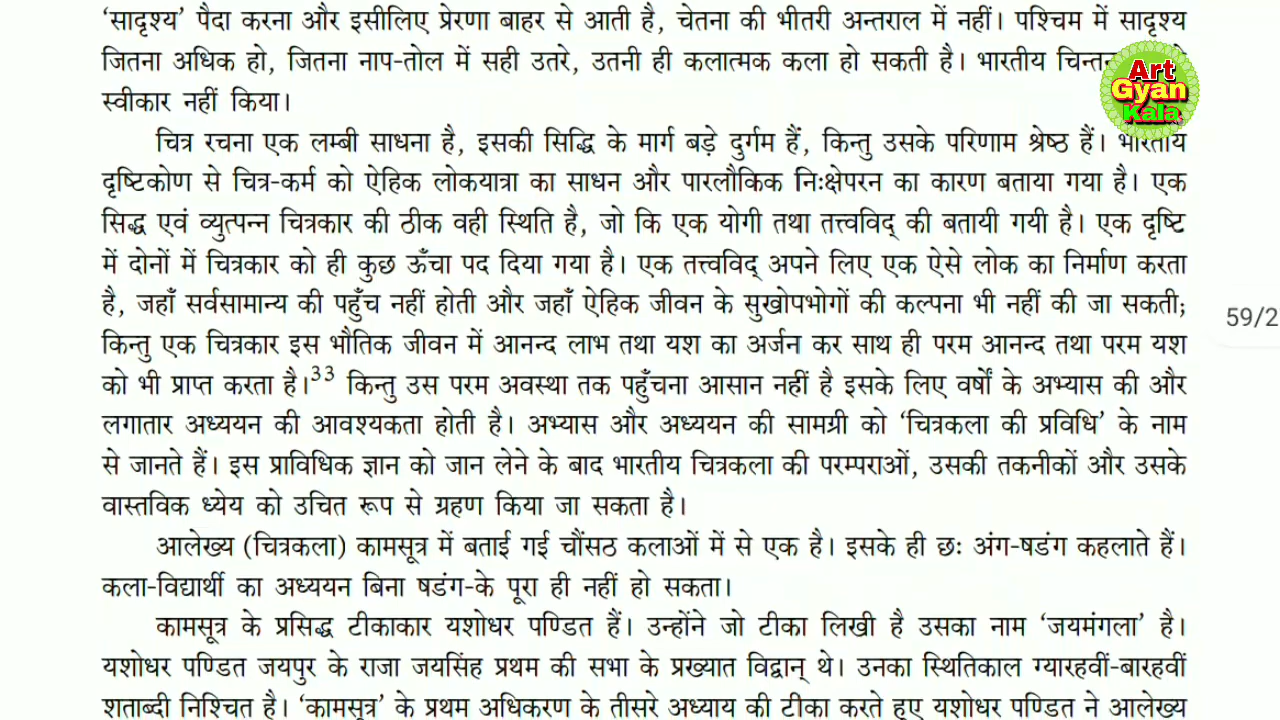 ‘सादृश्य’ पैदा करना और इसीलिए प्रेरणा बाहर से आती है, चेतना की भीतरी अन्तराल में नहीं। पश्चिम में सादृश्य
जितना अधिक हो, जितना नाप-तोल में सही उतरे, उतनी ही कलात्मक कला हो सकती है। भारतीय चिन्तन
स्वीकार नहीं किया।
Art
Gyan
Kala
चित्र रचना एक लम्बी साधना है, इसकी सिद्धि के मार्ग बड़े दुर्गम हैं, किन्तु उसके परिणाम श्रेष्ठ हैं। भारतीय
दृष्टिकोण से चित्र-कर्म को ऐहिक लोकयात्रा का साधन और पारलौकिक निःक्षेपरन का कारण बताया गया है। एक
सिद्ध एवं व्युत्पन्न चित्रकार की ठीक वही स्थिति है, जो कि एक योगी तथा तत्त्वविद् की बतायी गयी है। एक दृष्टि
में दोनों में चित्रकार को ही कुछ ऊँचा पद दिया गया है। एक तत्त्वविद् अपने लिए एक ऐसे लोक का निर्माण करता
है, जहाँ सर्वसामान्य की पहुँच नहीं होती और जहाँ ऐहिक जीवन के सुखोपभोगों की कल्पना भी नहीं की जा सकती;
59/2
किन्तु एक चित्रकार इस भौतिक जीवन में आनन्द लाभ तथा यश का अर्जन कर साथ ही परम आनन्द तथा परम यश
को भी प्राप्त करता है।33 किन्तु उस परम अवस्था तक पहुँचना आसान नहीं है इसके लिए वर्षों के अभ्यास की और
लगातार अध्ययन की आवश्यकता होती है। अभ्यास और अध्ययन की सामग्री को ‘चित्रकला की प्रविधि’ के नाम
से जानते हैं। इस प्राविधिक ज्ञान को जान लेने के बाद भारतीय चित्रकला की परम्पराओं, उसकी तकनीकों और उसके
वास्तविक ध्येय को उचित रूप से ग्रहण किया जा सकता है।
आलेख्य (चित्रकला) कामसूत्र में बताई गई चौंसठ कलाओं में से एक है। इसके ही छः अंग-षडंग कहलाते हैं।
कला-विद्यार्थी का अध्ययन बिना षडंग-के पूरा ही नहीं हो सकता।
कामसूत्र के प्रसिद्ध टीकाकार यशोधर पण्डित हैं। उन्होंने जो टीका लिखी है उसका नाम ‘जयमंगला’ है।
यशोधर पण्डित जयपुर के राजा जयसिंह प्रथम की सभा के प्रख्यात विद्वान् थे। उनका स्थितिकाल ग्यारहवीं-बारहवीं
शताब्दी निश्चित है। ‘कामसूत्र’ के प्रथम अधिकरण के तीसरे अध्याय की टीका करते हुए यशोधर पण्डित ने आलेख्य